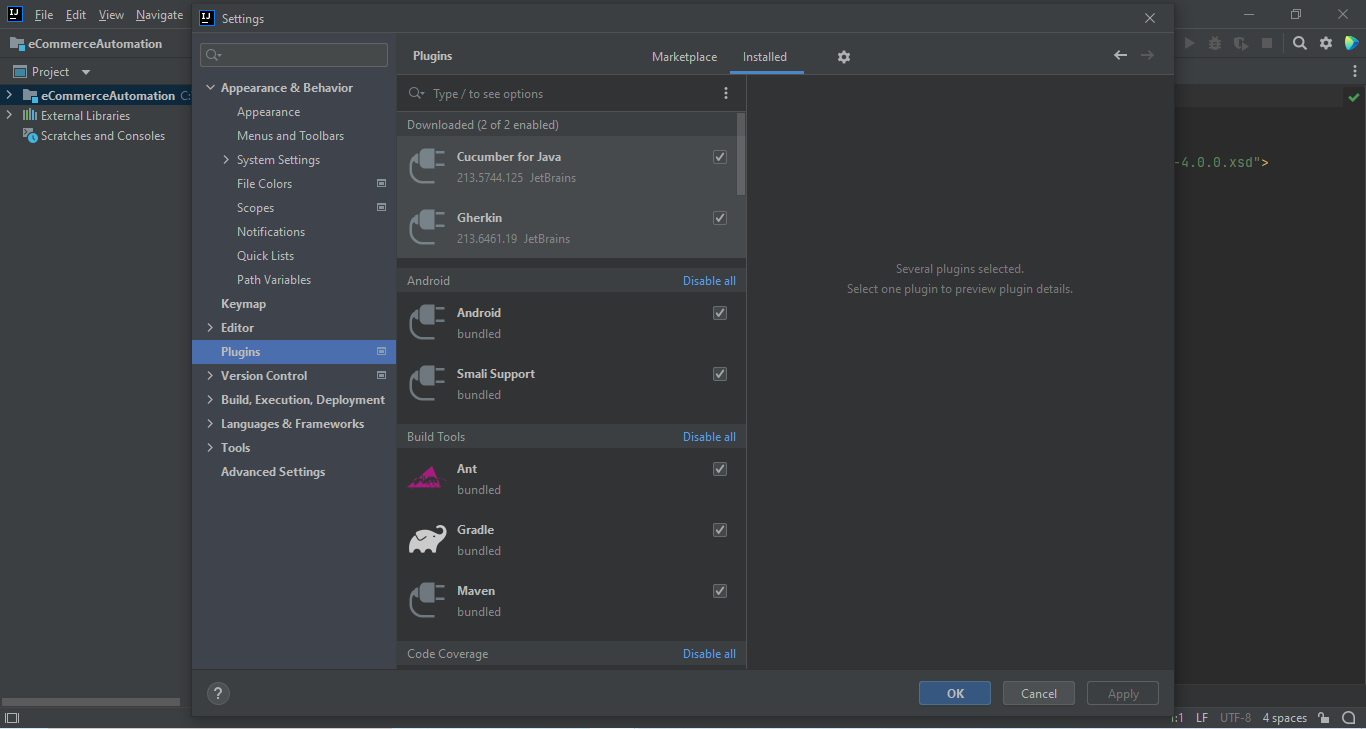 File Edit View Navigate
Settings
eCommerceAutomation
Project
eCommerceAutomation C:
External Libraries
Scratches and Consoles
Appearance & Behavior
Appearance
Menus and Toolbars
System Settings
File Colors
Scopes
Notifications
Quick Lists
Path Variables
Keymap
Editor
Plugins
Version Control
Build, Execution, Deployment
Languages & Frameworks
Tools
Advanced Settings
Plugins
Marketplace
Installed
Type / to see options
Downloaded (2 of 2 enabled)
Cucumber for Java
213.5744.125 JetBrains
Gherkin
213.6461.19 JetBrains
Android Disable all
Android
bundled
Smali Support
bundled
Build Tools Disable all
Ant
bundled
Gradle
bundled
Maven
bundled
Code Coverage Disable all
Several plugins selected.
Select one plugin to preview plugin details.
?
OK
Cancel
Apply
-4.0.0.xsd">
:1 LF UTF-8 4 spaces